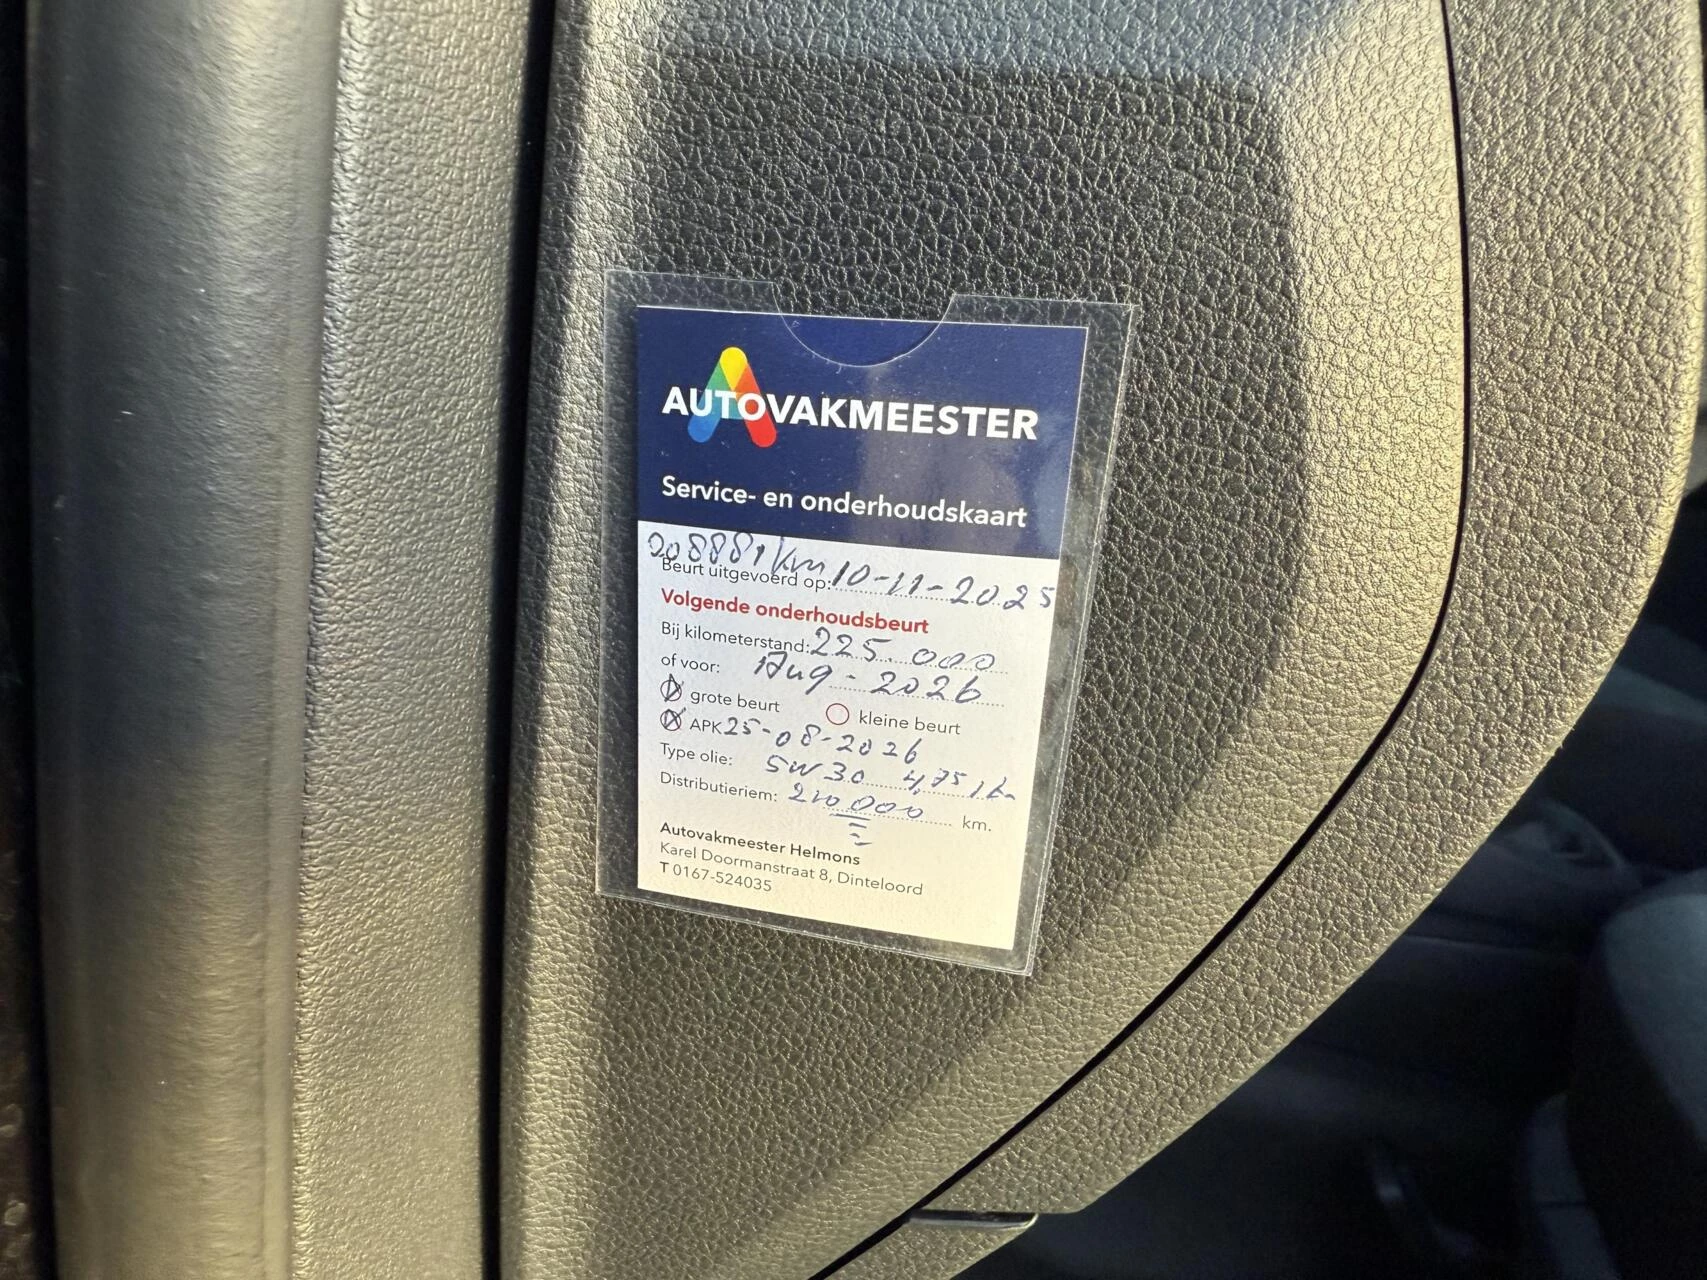 AUTOVAKMEESTER
Service- en onderhoudskaart
208881 km
Beurt uitgevoerd op: 10-11-2025
Volgende onderhoudsbeurt
Bij kilometerstand: 225.000
of voor: Aug-2026
grote beurt kleine beurt
APK 25-08-2026
Type olie: 5W30 4,75
Distributieriem: 210.000 km.
Autovakmeester Helmons
Karel Doormanstraat 8, Dinteloord
T 0167-524035